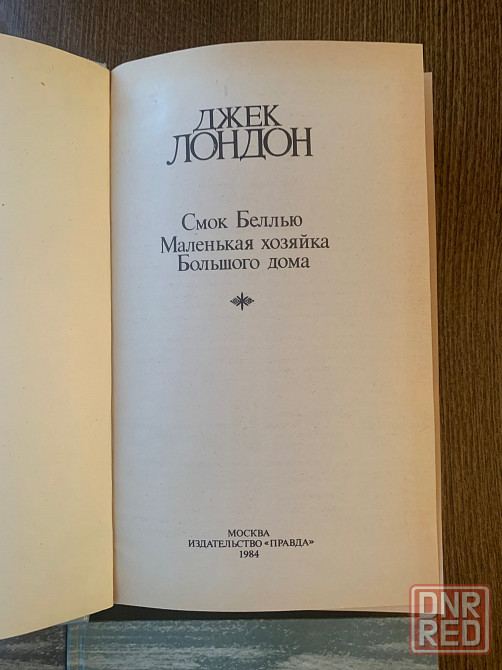 ДЖЕК
ЛОНДОН
Смок Беллью
Маленькая хозяйка
Большого дома
МОСКВА
ИЗДАТЕЛЬСТВО «ПРАВДА»
1984
DNR
RED